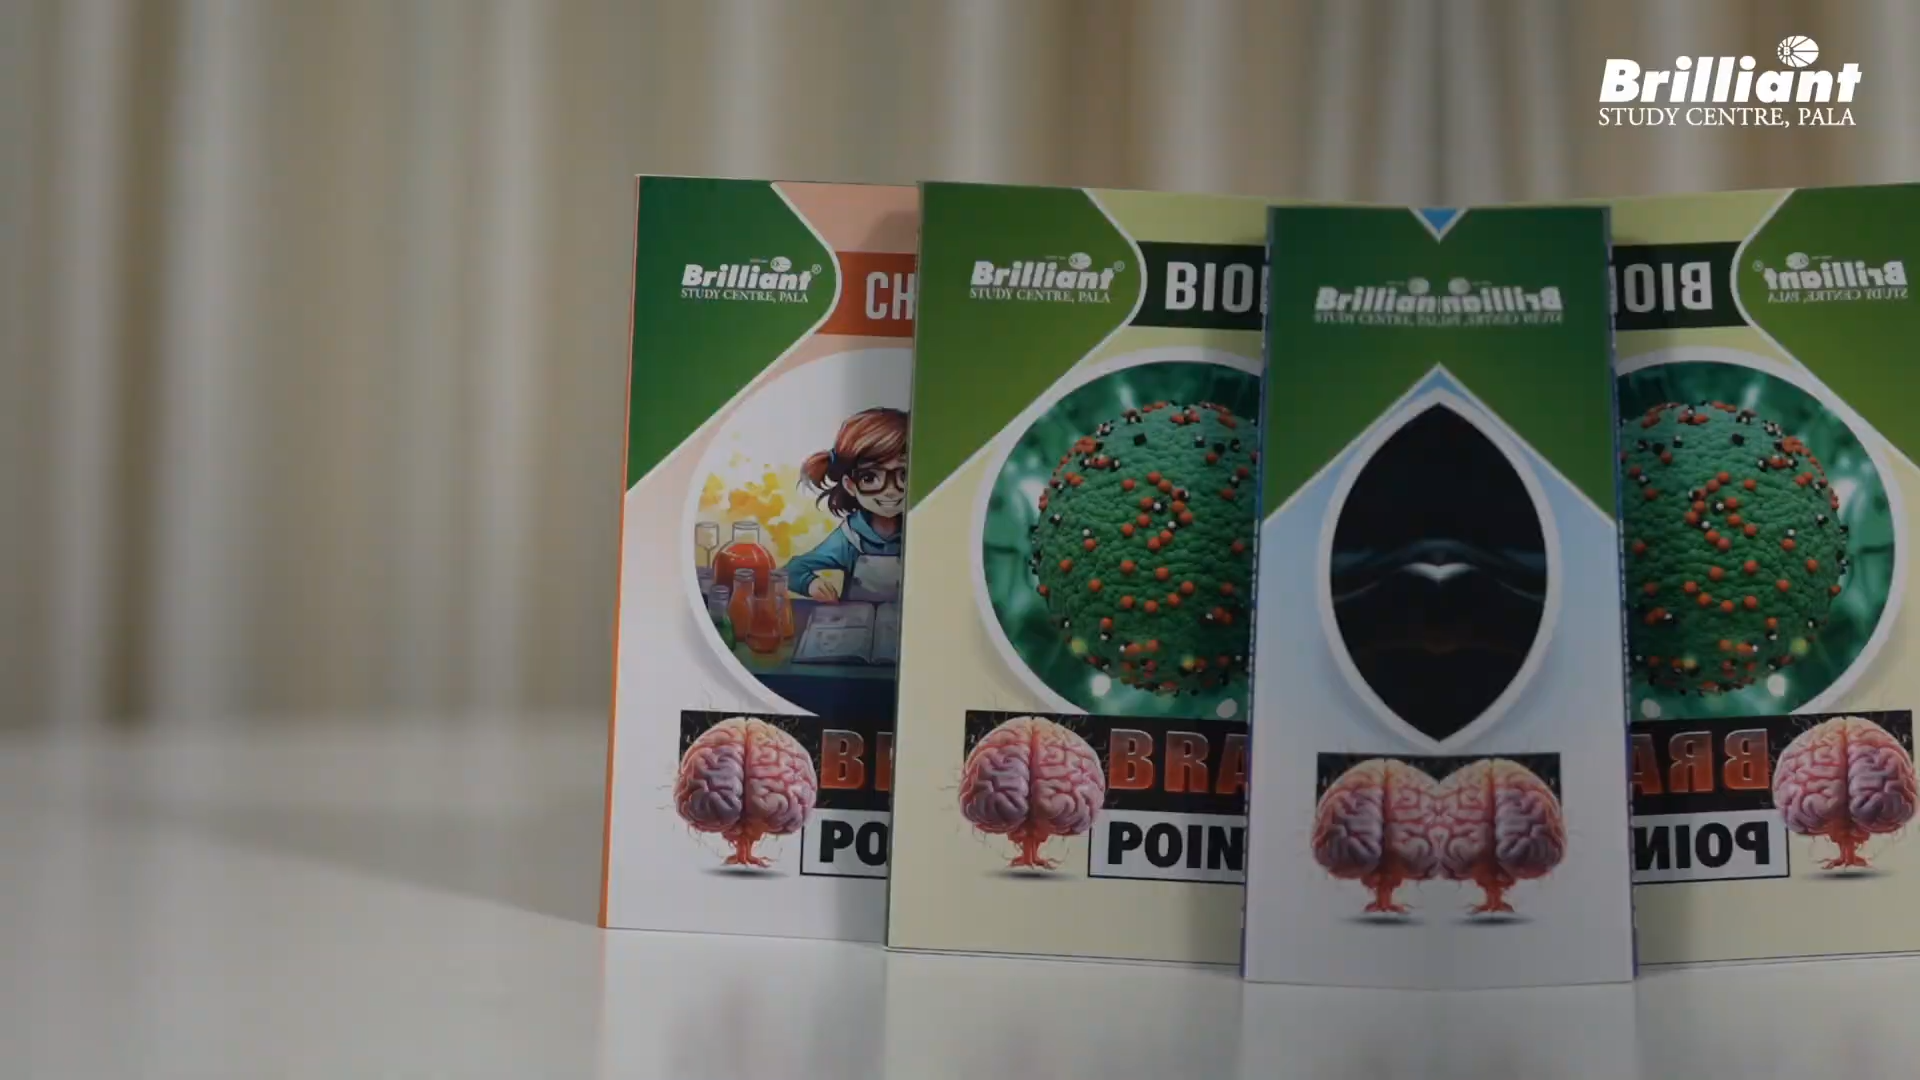 Brilliant
STUDY CENTRE, PALA
Brilliant
STUDY CENTRE, PALA
CH
BR
PO
Brilliant
STUDY CENTRE, PALA
BIO
BRA
POIN
Brilliant
STUDY CENTRE, PALA
BIO
BRA
POIN